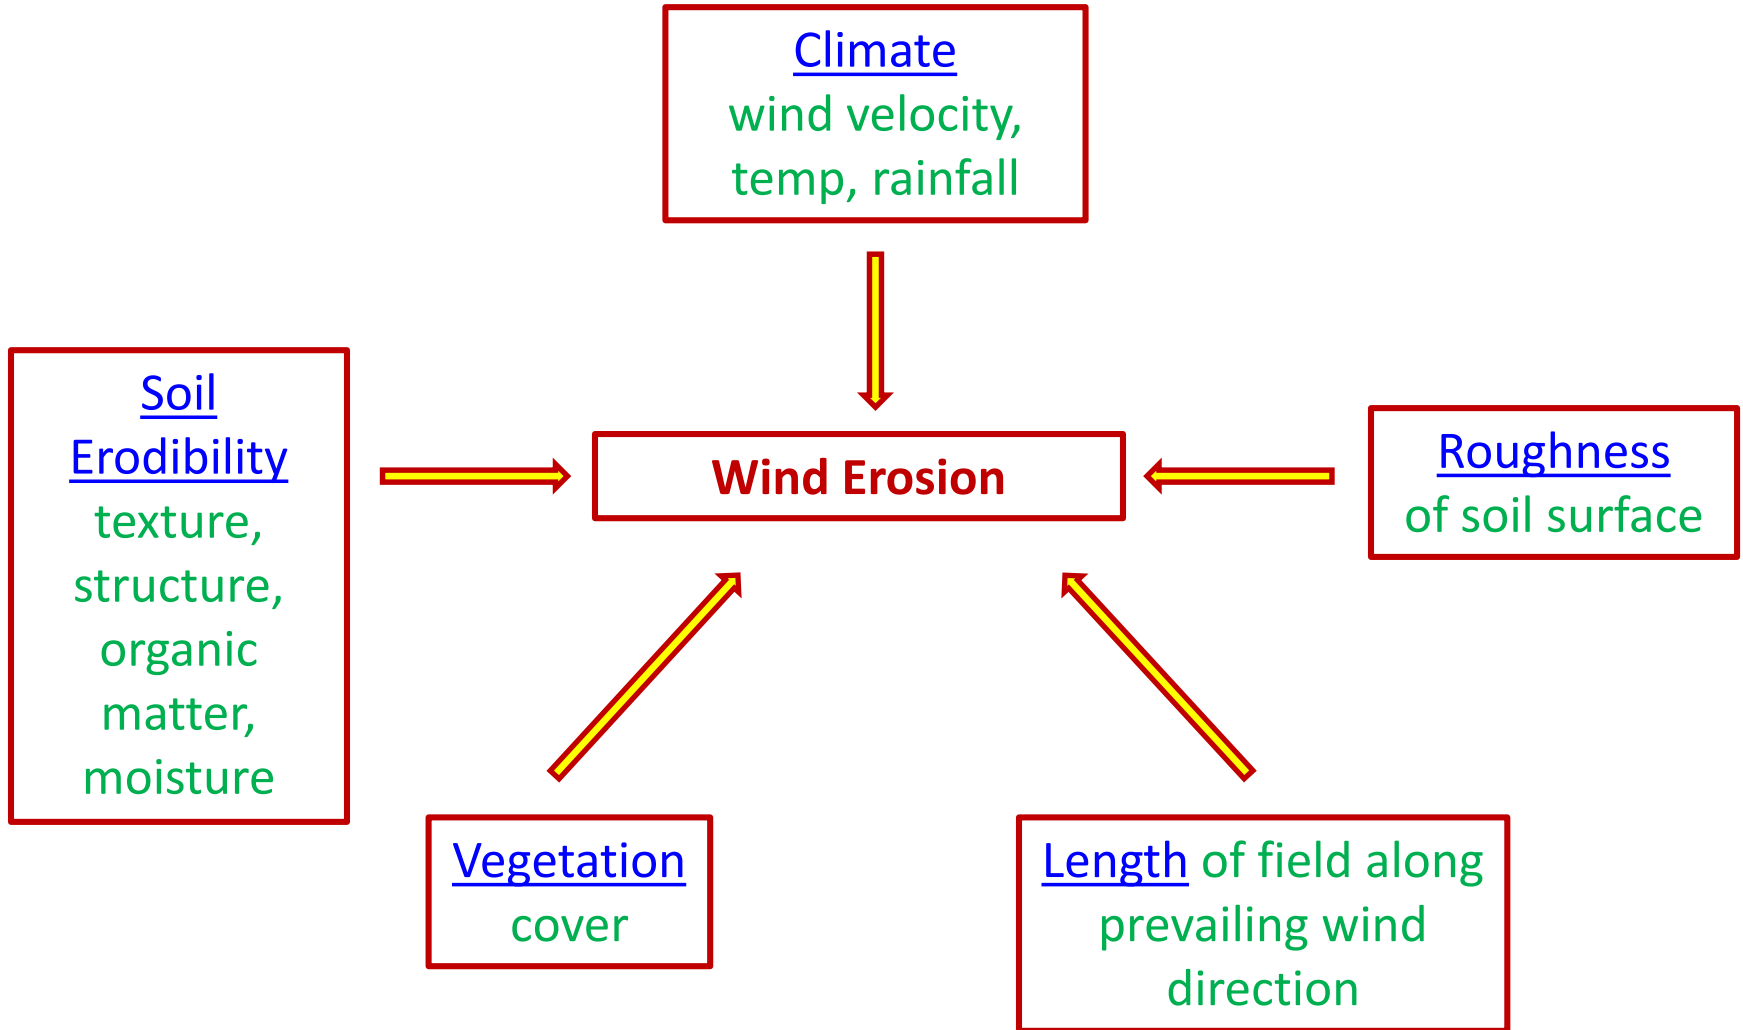 Climate
wind velocity,
temp, rainfall
Soil
Erodibility
texture,
structure,
organic
matter,
moisture
Wind Erosion
Roughness
of soil surface
Vegetation
cover
Length of field along
prevailing wind
direction